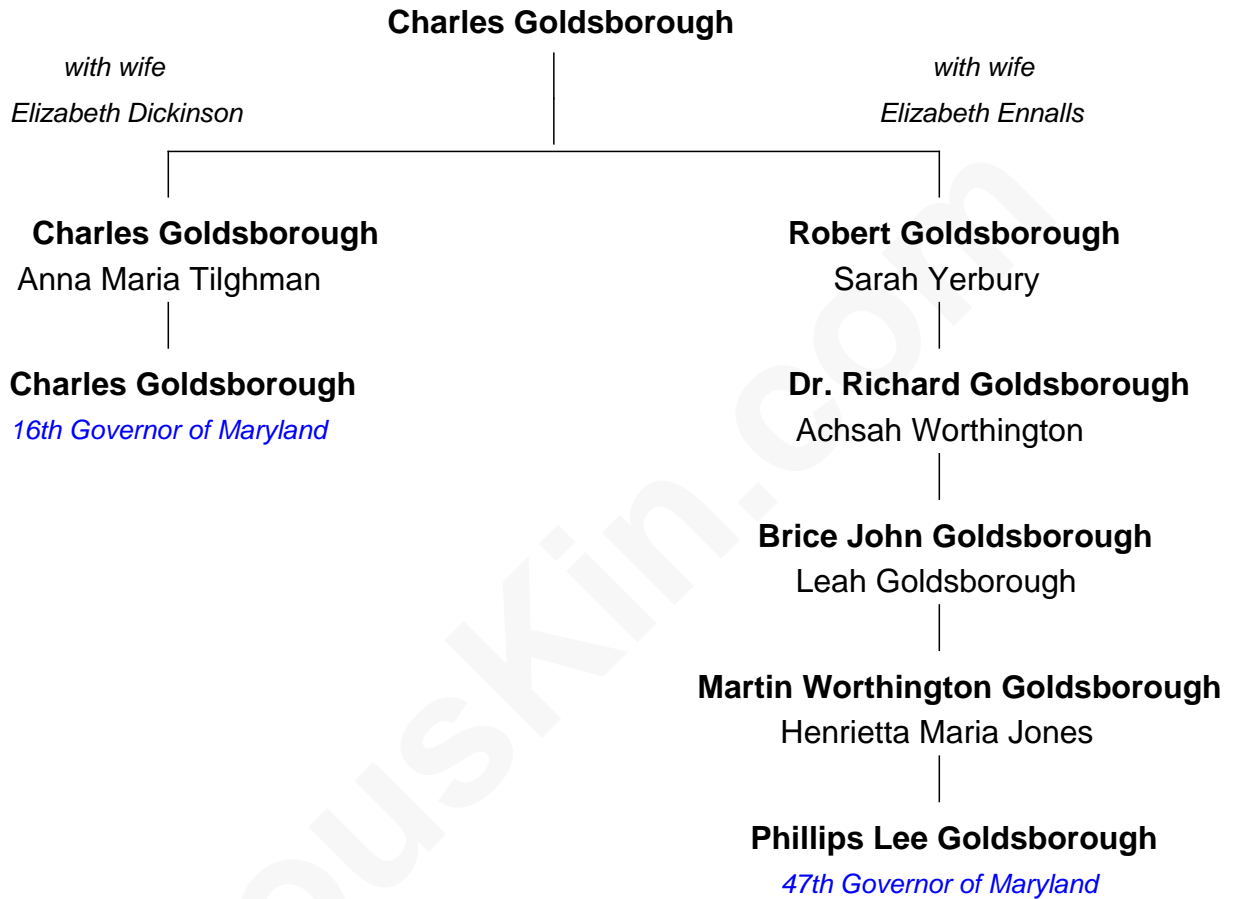 Charles Goldsborough
with wife
Elizabeth Dickinson
with wife
Elizabeth Ennalls
Charles Goldsborough
Anna Maria Tilghman
Charles Goldsborough
16th Governor of Maryland
Robert Goldsborough
Sarah Yerbury
Dr. Richard Goldsborough
Achsah Worthington
Brice John Goldsborough
Leah Goldsborough
Martin Worthington Goldsborough
Henrietta Maria Jones
Phillips Lee Goldsborough
47th Governor of Maryland
ousKin.com